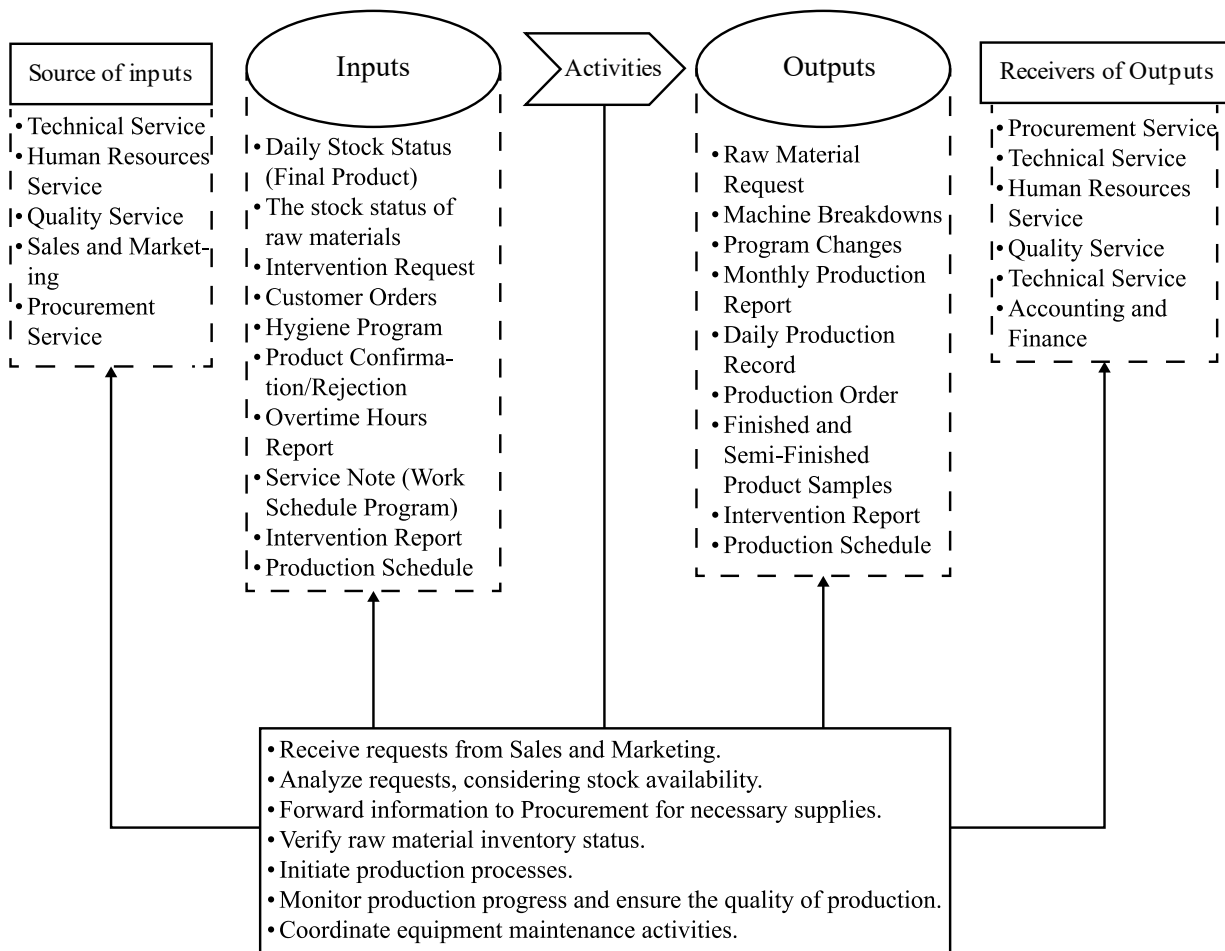 Source of inputs
• Technical Service
• Human Resources
Service
• Quality Service
• Sales and Market-
ing
• Procurement
Service
Inputs
• Daily Stock Status
(Final Product)
• The stock status of
raw materials
• Intervention Request
• Customer Orders
• Hygiene Program
• Product Confirma-
tion/Rejection
• Overtime Hours
Report
• Service Note (Work
Schedule Program)
• Intervention Report
• Production Schedule
Activities
Outputs
• Raw Material
Request
• Machine Breakdowns
• Program Changes
• Monthly Production
Report
• Daily Production
Record
• Production Order
• Finished and
Semi-Finished
Product Samples
• Intervention Report
• Production Schedule
Receivers of Outputs
• Procurement Service
• Technical Service
• Human Resources
Service
• Quality Service
• Technical Service
• Accounting and
Finance
• Receive requests from Sales and Marketing.
• Analyze requests, considering stock availability.
• Forward information to Procurement for necessary supplies.
• Verify raw material inventory status.
• Initiate production processes.
• Monitor production progress and ensure the quality of production.
• Coordinate equipment maintenance activities.